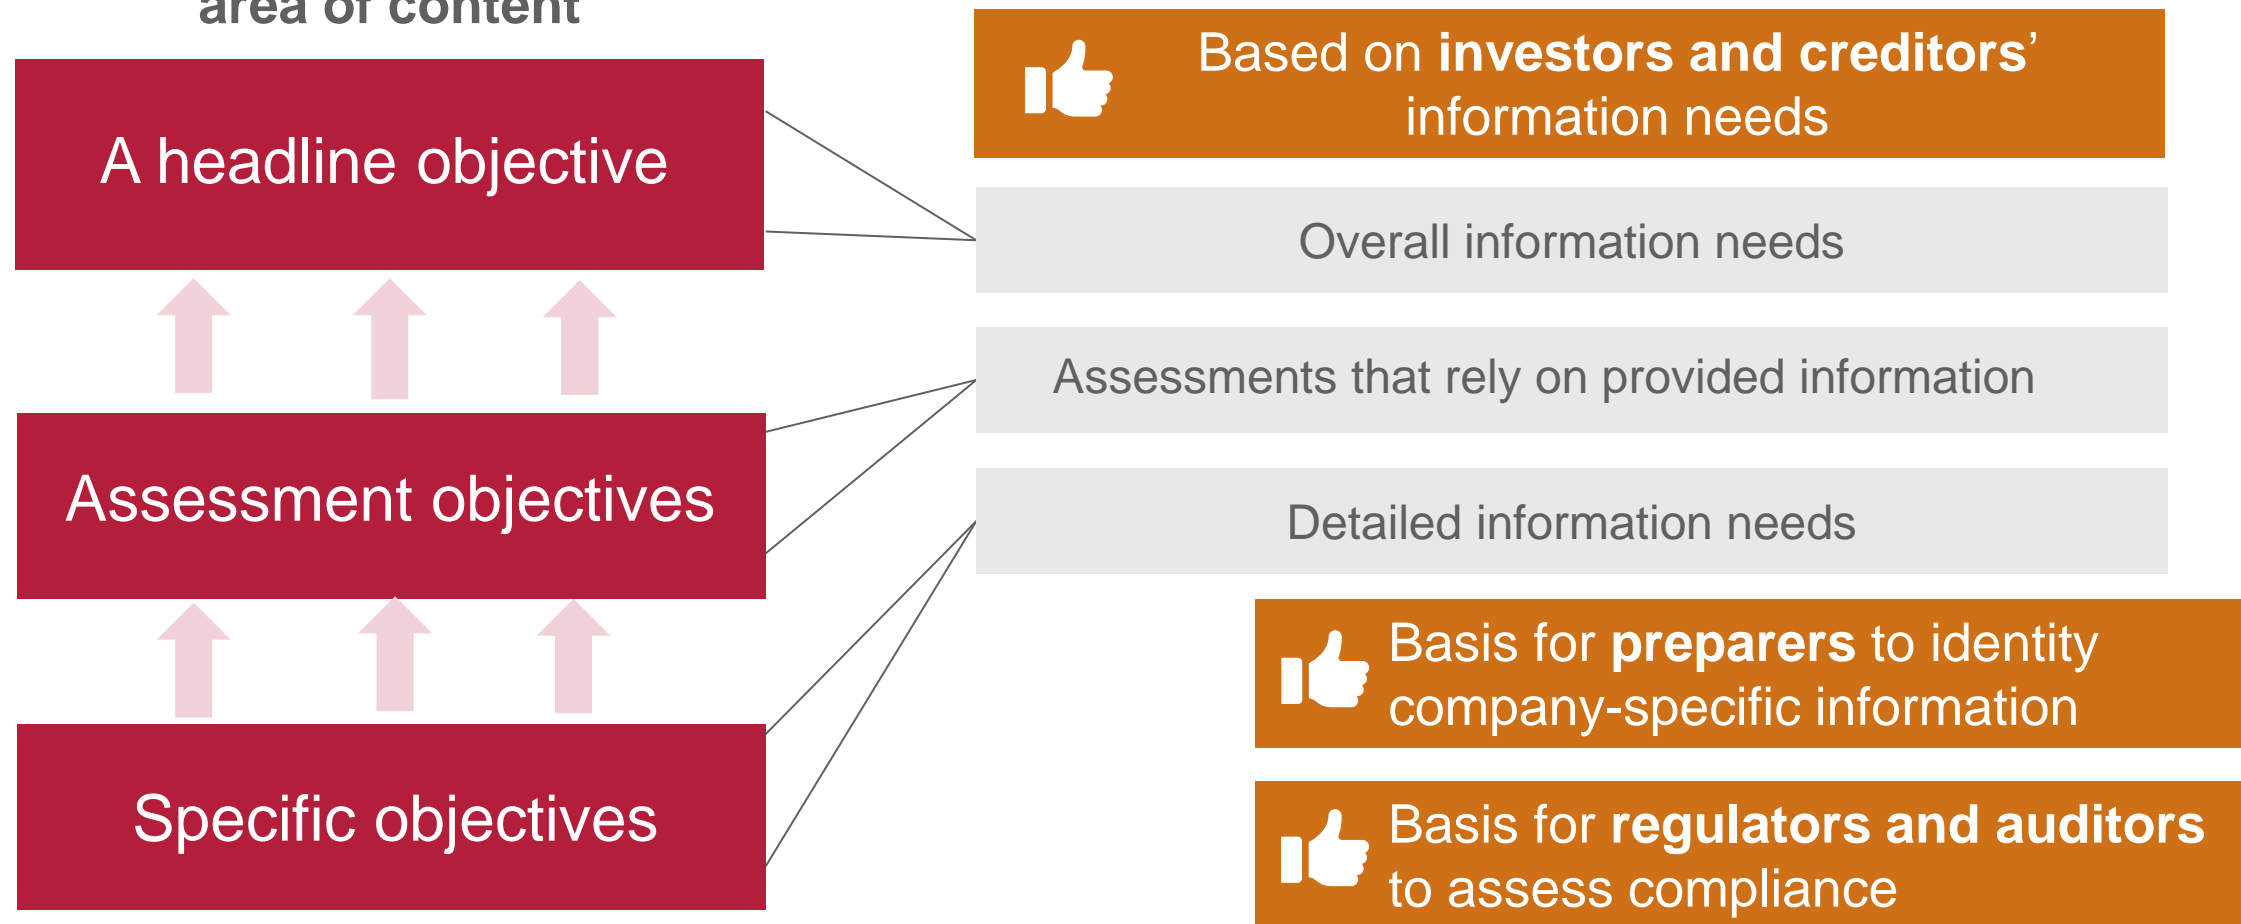 area of content
A headline objective
Assessment objectives
Specific objectives
Based on investors and creditors’
information needs
Overall information needs
Assessments that rely on provided information
Detailed information needs
Basis for preparers to identity
company-specific information
Basis for regulators and auditors
to assess compliance